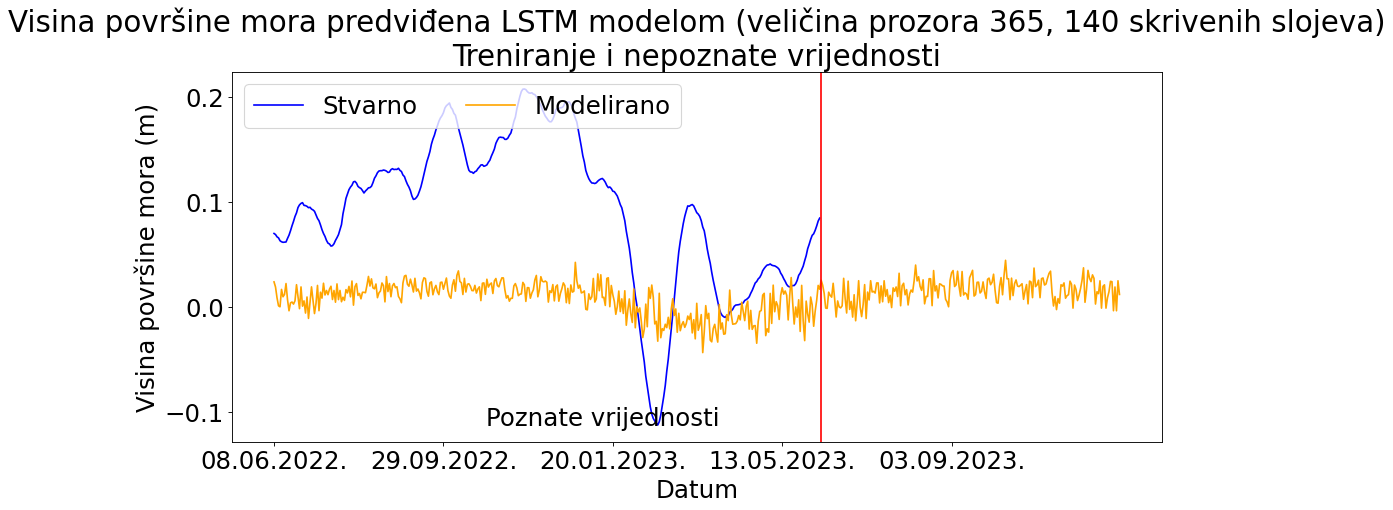 Visina površine mora predviđena LSTM modelom (veličina prozora 365, 140 skrivenih slojeva)
Treniranje i nepoznate vrijednosti
Stvarno Modelirano
Visina površine mora (m)
0.2
0.1
0.0
−0.1
Poznate vrijednosti
08.06.2022. 29.09.2022. 20.01.2023. 13.05.2023. 03.09.2023.
Datum